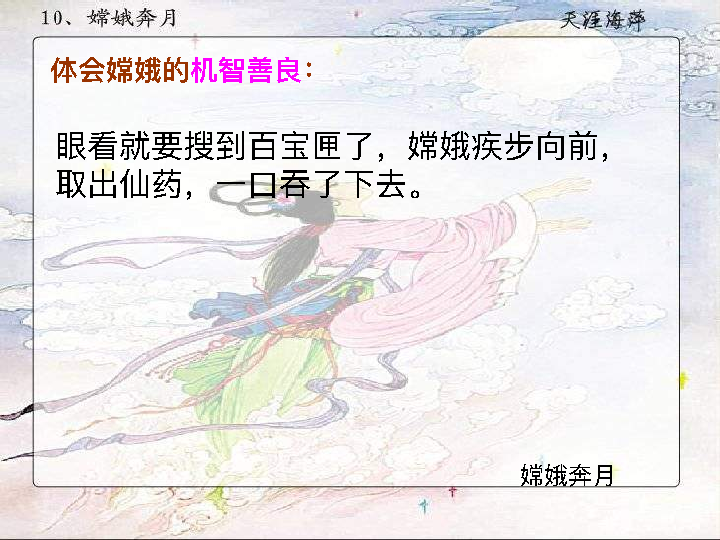 10、嫦娥奔月
天涯海萍
体会嫦娥的机智善良：
眼看就要搜到百宝匣了，嫦娥疾步向前，
取出仙药，一口吞了下去。
嫦娥奔月